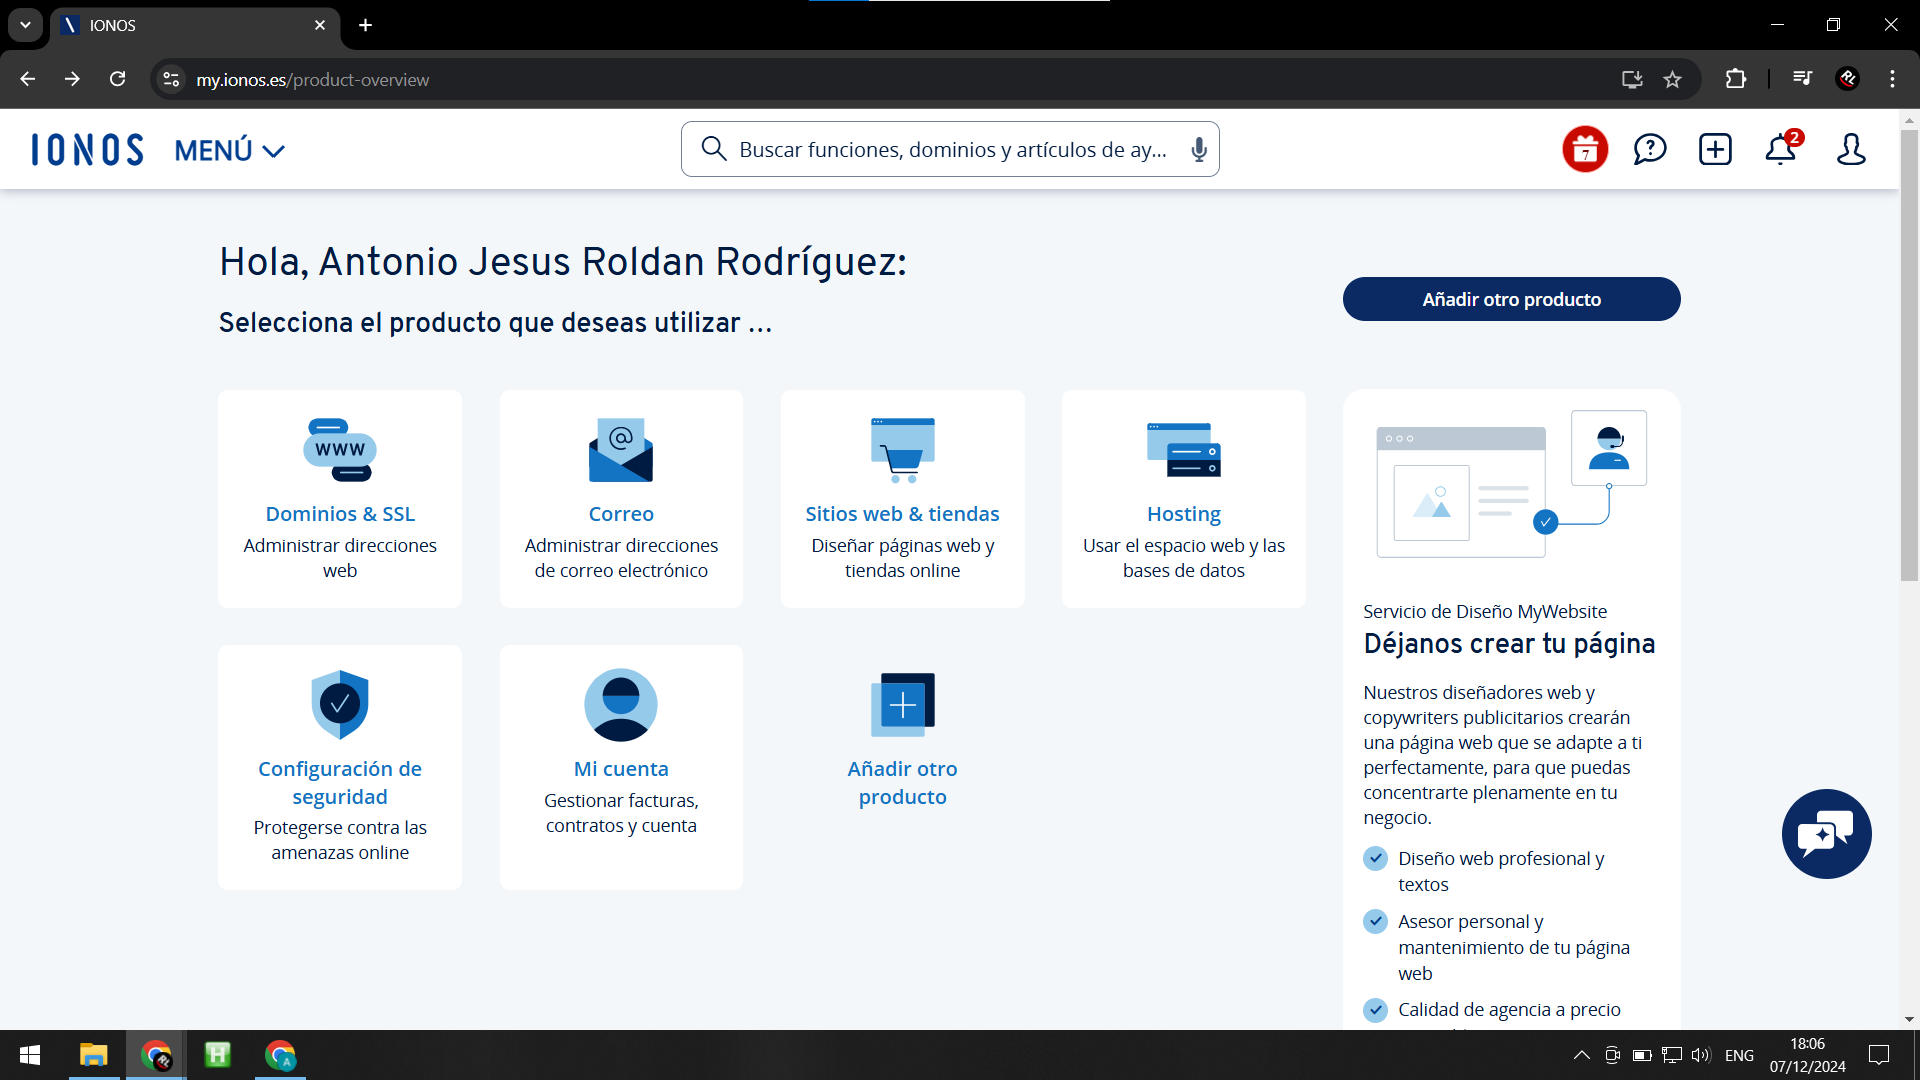 IONOS
my.ionos.es/product-overview
IONOS
MENÚ
Buscar funciones, dominios y artículos de ay...
7
?
2
Hola, Antonio Jesus Roldan Rodríguez:
Selecciona el producto que deseas utilizar ...
Añadir otro producto
WWW
Dominios & SSL
Administrar direcciones
web
@
Correo
Administrar direcciones
de correo electrónico
Sitios web & tiendas
Diseñar páginas web y
tiendas online
Hosting
Usar el espacio web y las
bases de datos
Configuración de
seguridad
Protegerse contra las
amenazas online
Mi cuenta
Gestionar facturas,
contratos y cuenta
Añadir otro
producto
Servicio de Diseño MyWebsite
Déjanos crear tu página
Nuestros diseñadores web y
copywriters publicitarios crearán
una página web que se adapte a ti
perfectamente, para que puedas
concentrarte plenamente en tu
negocio.
Diseño web profesional y
textos
Asesor personal y
mantenimiento de tu página
web
Calidad de agencia a precio
H
A
ENG
18:06
07/12/2024